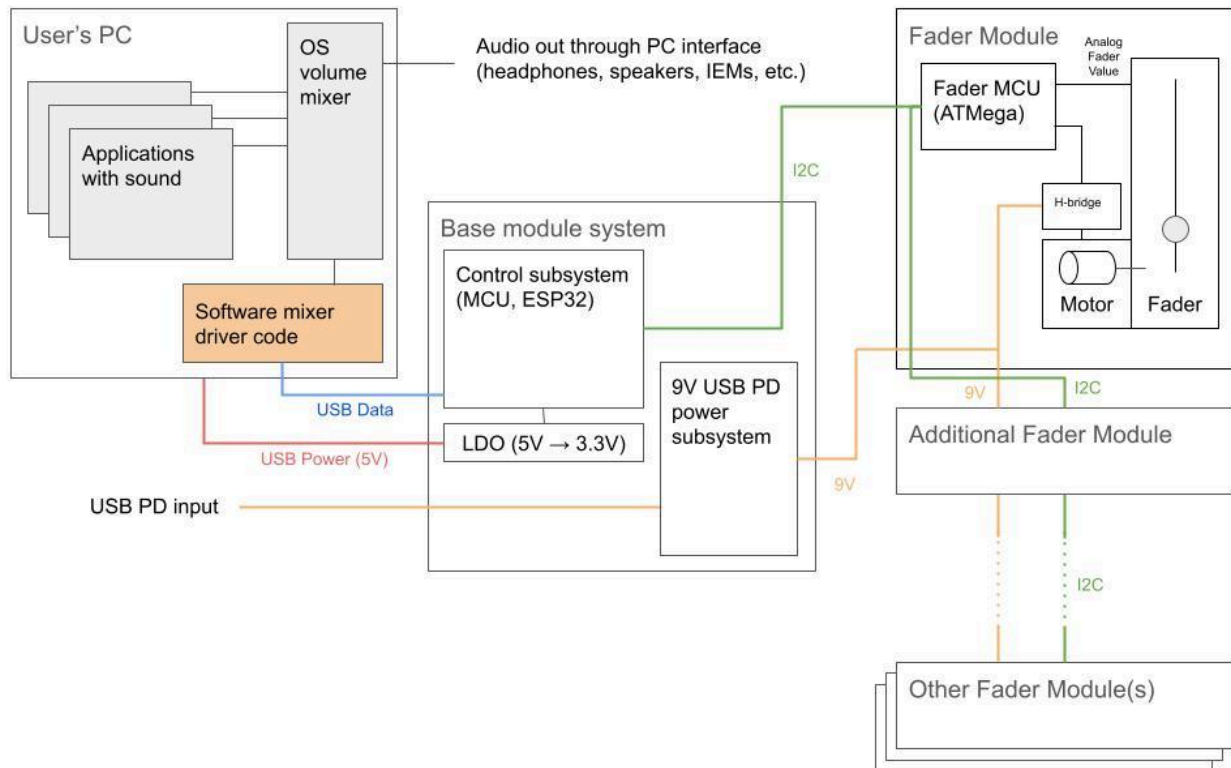 User's PC
OS
volume
mixer
Applications
with sound
Software mixer
driver code
Audio out through PC interface
(headphones, speakers, IEMs, etc.)
USB Data
USB Power (5V)
USB PD input
Base module system
Control subsystem
(MCU, ESP32)
LDO (5V → 3.3V)
9V USB PD
power
subsystem
I2C
9V
Fader Module
Analog
Fader
Value
Fader MCU
(ATMega)
H-bridge
Motor
Fader
9V
I2C
Additional Fader Module
I2C
Other Fader Module(s)